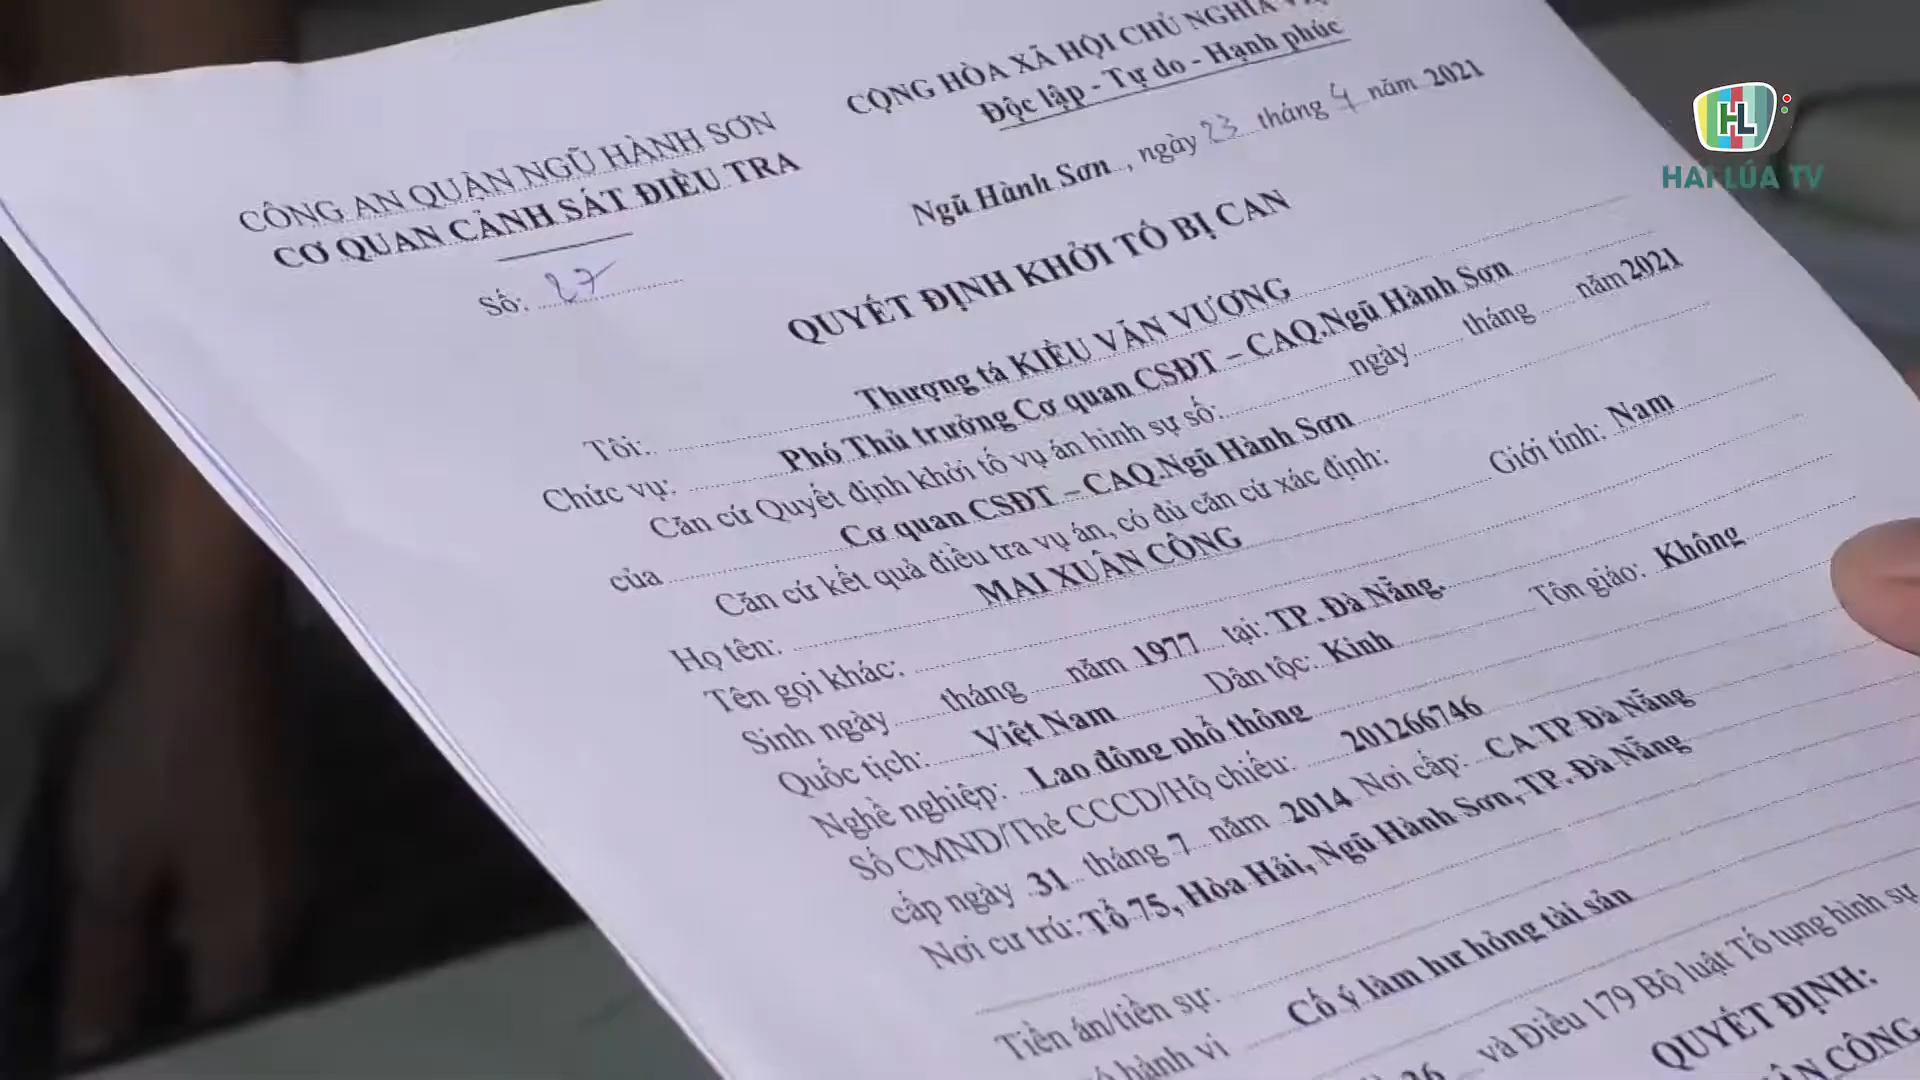 CÔNG AN QUẬN NGŨ HÀNH SƠN
CƠ QUAN CẢNH SÁT ĐIỀU TRA
Số: 27
CỘNG HÒA XÃ HỘI CHỦ NGHĨA
Độc lập - Tự do - Hạnh phúc
Ngũ Hành Sơn, ngày 23 tháng 4 năm 2021
HL
HAI LÚA TV
QUYẾT ĐỊNH KHỞI TỐ BỊ CAN
Tôi: Thượng tá KIỀU VĂN VƯƠNG
Chức vụ: Phó Thủ trưởng Cơ quan CSĐT – CAQ.Ngũ Hành Sơn
Căn cứ Quyết định khởi tố vụ án hình sự số: ngày tháng năm 2021
của Cơ quan CSĐT – CAQ.Ngũ Hành Sơn
Căn cứ kết quả điều tra vụ án, có đủ căn cứ xác định:
Họ tên: MAI XUÂN CÔNG Giới tính: Nam
Tên gọi khác:
Sinh ngày tháng năm 1977 tại: TP. Đà Nẵng.
Quốc tịch: Việt Nam Dân tộc: Kinh Tôn giáo: Không
Nghề nghiệp: Lao động phổ thông
Số CMND/Thẻ CCCD/Hộ chiếu: 201266746
cấp ngày 31 tháng 7 năm 2014 Nơi cấp: CA TP Đà Nẵng
Nơi cư trú: Tổ 75, Hòa Hải, Ngũ Hành Sơn, TP. Đà Nẵng
Tiền án/tiền sự:
hành vi Cố ý làm hư hỏng tài sản
và Điều 179 Bộ luật Tố tụng hình sự
QUYẾT ĐỊNH:
CÔNG